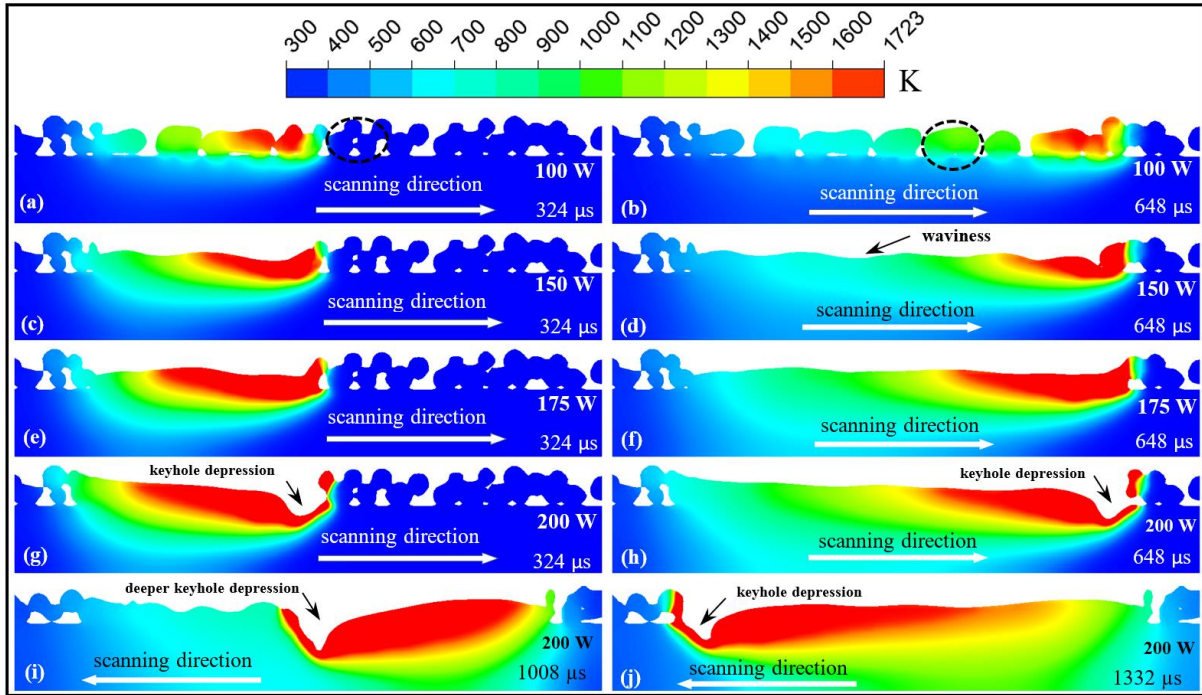 300 400 500 600 700 800 900 1000 1100 1200 1300 1400 1500 1600 1723
K
100 W
scanning direction
(a)
324 µs
100 W
scanning direction
(b)
648 µs
150 W
scanning direction
(c)
324 µs
waviness
150 W
scanning direction
(d)
648 µs
175 W
scanning direction
(e)
324 µs
175 W
scanning direction
(f)
648 µs
keyhole depression
200 W
scanning direction
(g)
324 µs
keyhole depression
200 W
scanning direction
(h)
648 µs
deeper keyhole depression
200 W
scanning direction
(i)
1008 µs
keyhole depression
200 W
scanning direction
(j)
1332 µs